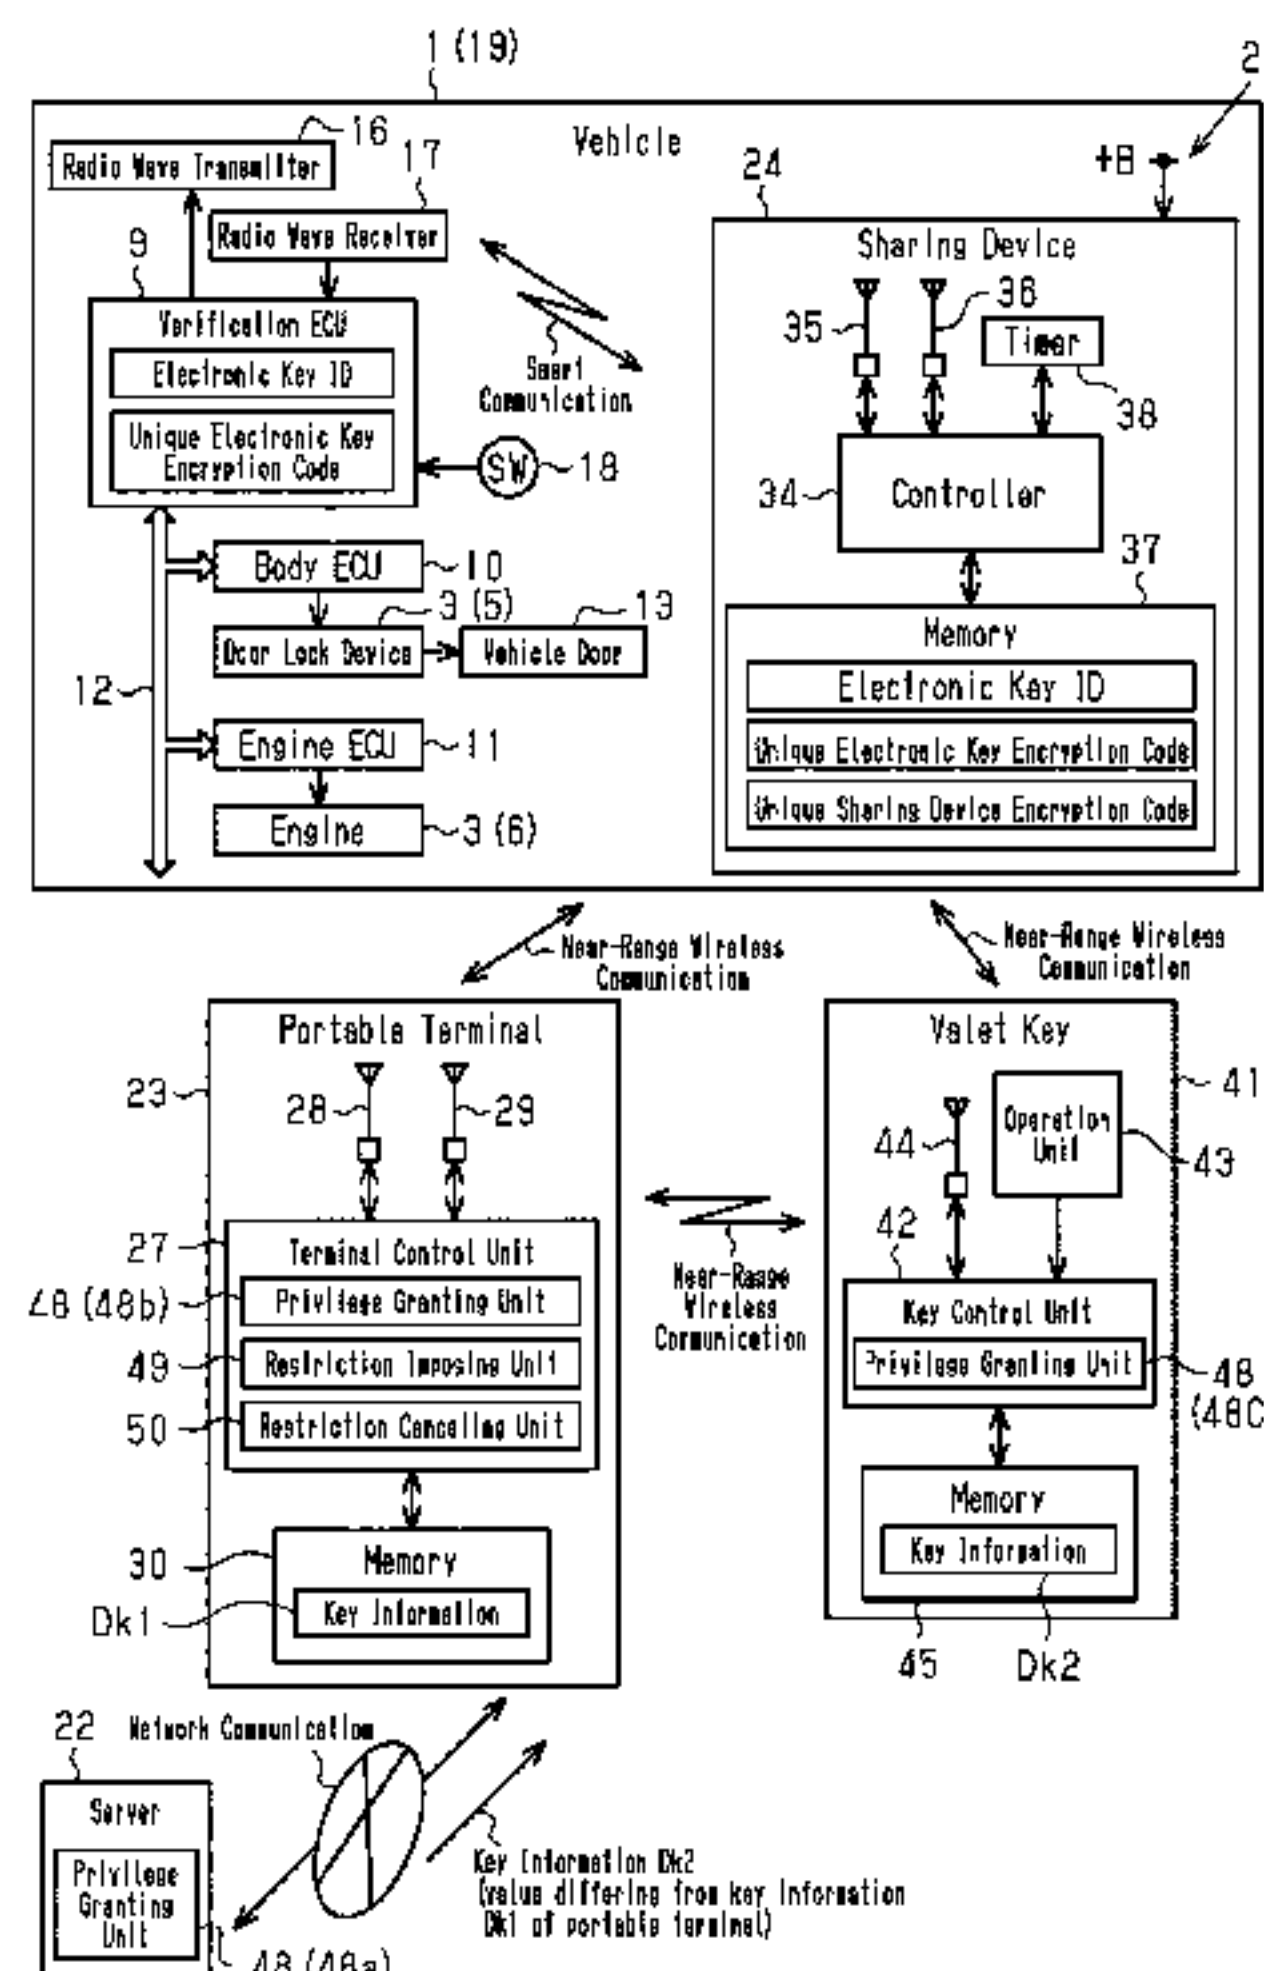 1 (19)
2
Vehicle
16
Radio Wave Transmitter
17
Radio Wave Receiver
+B
24
Sharing Device
9
Verification ECU
Electronic Key ID
Unique Electronic Key
Encryption Code
Smart
Communication
SW
18
35
36
Timer
38
34
Controller
37
Memory
Electronic Key ID
Unique Electronic Key Encryption Code
Unique Sharing Device Encryption Code
Body ECU
10
3 (5)
13
Door Lock Device
Vehicle Door
12
Engine ECU
11
Engine
3 (6)
Near-Range Wireless
Communication
Near-Range Wireless
Communication
Portable Terminal
23
28
29
27
Terminal Control Unit
48 (48b)
Privilege Granting Unit
49
Restriction Imposing Unit
50
Restriction Canceling Unit
30
Memory
Dk1
Key Information
Near-Range
Wireless
Communication
Valet Key
41
44
Operation
Unit
43
42
Key Control Unit
Privilege Granting Unit
48
(48C
Memory
Key Information
45
Dk2
22
Network Communication
Server
Privilege
Granting
Unit
48 (48a)
Key Information Dk2
(value differing from key information
Dk1 of portable terminal)